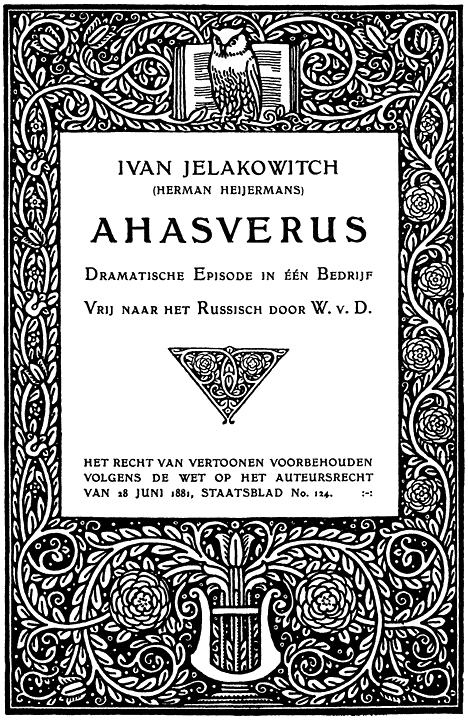 IVAN JELAKOWITCH
(HERMAN HEIJERMANS)
AHASVERUS
DRAMATISCHE EPISODE IN ÉÉN BEDRIJF
VRIJ NAAR HET RUSSISCH DOOR W. v. D.
HET RECHT VAN VERTOONEN VOORBEHOUDEN
VOLGENS DE WET OP HET AUTEURSRECHT
VAN 28 JUNI 1881, STAATSBLAD No. 124. :-: